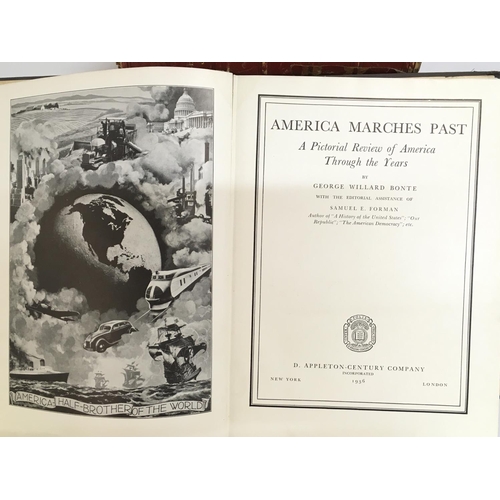 AMERICA HALF-BROTHER OF THE WORLD
AMERICA MARCHES PAST
A Pictorial Review of America
Through the Years
BY
GEORGE WILLARD BONTE
WITH THE EDITORIAL ASSISTANCE OF
SAMUEL E. FORMAN
Author of "A History of the United States"; "Our
Republic"; "The American Democracy"; etc.
D. APPLETON-CENTURY COMPANY
INCORPORATED
NEW YORK 1936 LONDON